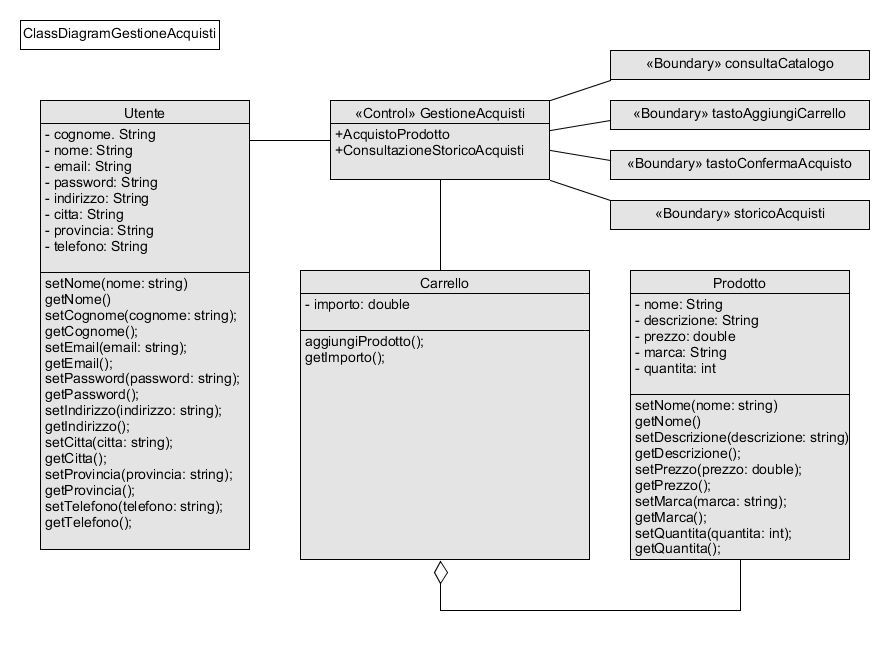 ClassDiagramGestioneAcquisti
«Boundary» consultaCatalogo
«Boundary» tastoAggiungiCarrello
«Boundary» tastoConfermaAcquisto
«Boundary» storicoAcquisti
«Control» GestioneAcquisti
+AcquistoProdotto
+ConsultazioneStoricoAcquisti
Utente
- cognome. String
- nome: String
- email: String
- password: String
- indirizzo: String
- citta: String
- provincia: String
- telefono: String
setNome(nome: string)
getNome()
setCognome(cognome: string);
getCognome();
setEmail(email: string);
getEmail();
setPassword(password: string);
getPassword();
setIndirizzo(indirizzo: string);
getIndirizzo();
setCitta(citta: string);
getCitta();
setProvincia(provincia: string);
getProvincia();
setTelefono(telefono: string);
getTelefono();
Carrello
- importo: double
aggiungiProdotto();
getImporto();
Prodotto
- nome: String
- descrizione: String
- prezzo: double
- marca: String
- quantita: int
setNome(nome: string)
getNome()
setDescrizione(descrizione: string)
getDescrizione();
setPrezzo(prezzo: double);
getPrezzo();
setMarca(marca: string);
getMarca();
setQuantita(quantita: int);
getQuantita();